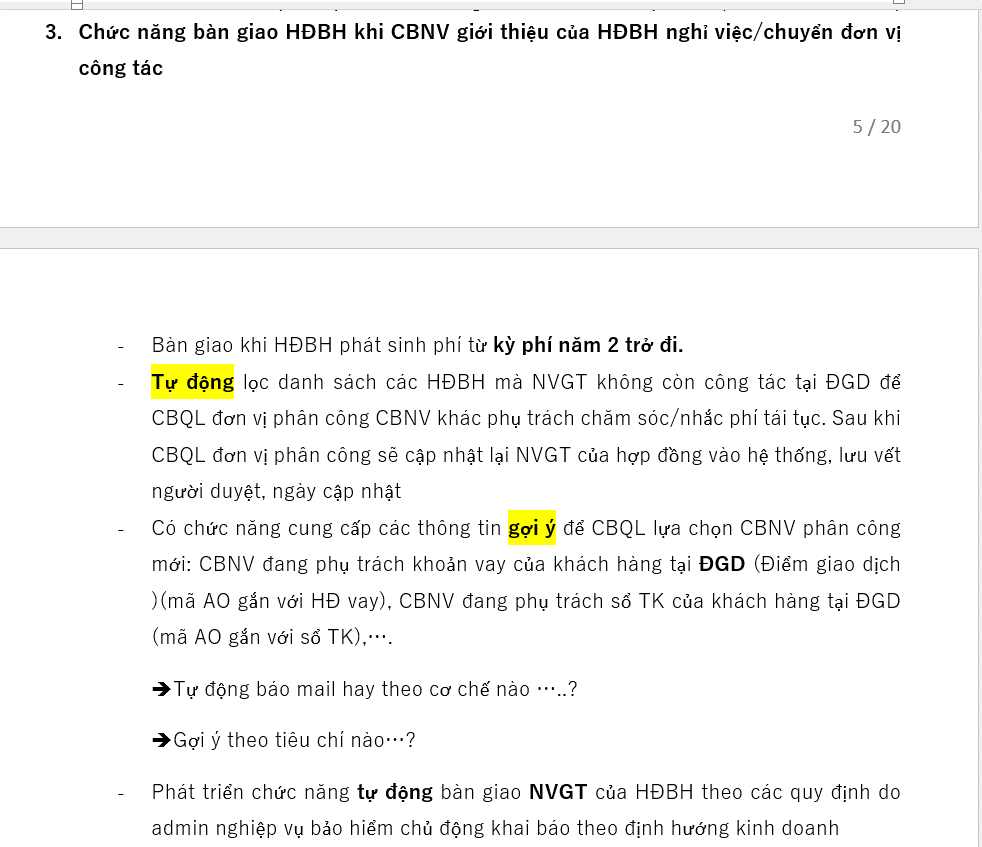 3. Chức năng bàn giao HĐBH khi CBNV giới thiệu của HĐBH nghỉ việc/chuyển đơn vị
công tác
5 / 20
- Bàn giao khi HĐBH phát sinh phí từ kỳ phí năm 2 trở đi.
- Tự động lọc danh sách các HĐBH mà NVGT không còn công tác tại ĐGD để
CBQL đơn vị phân công CBNV khác phụ trách chăm sóc/nhắc phí tái tục. Sau khi
CBQL đơn vị phân công sẽ cập nhật lại NVGT của hợp đồng vào hệ thống, lưu vết
người duyệt, ngày cập nhật
- Có chức năng cung cấp các thông tin gợi ý để CBQL lựa chọn CBNV phân công
mới: CBNV đang phụ trách khoản vay của khách hàng tại ĐGD (Điểm giao dịch
)(mã AO gắn với HĐ vay), CBNV đang phụ trách sổ TK của khách hàng tại ĐGD
(mã AO gắn với sổ TK),….
➔Tự động báo mail hay theo cơ chế nào …..?
➔Gợi ý theo tiêu chí nào…?
- Phát triển chức năng tự động bàn giao NVGT của HĐBH theo các quy định do
admin nghiệp vụ bảo hiểm chủ động khai báo theo định hướng kinh doanh